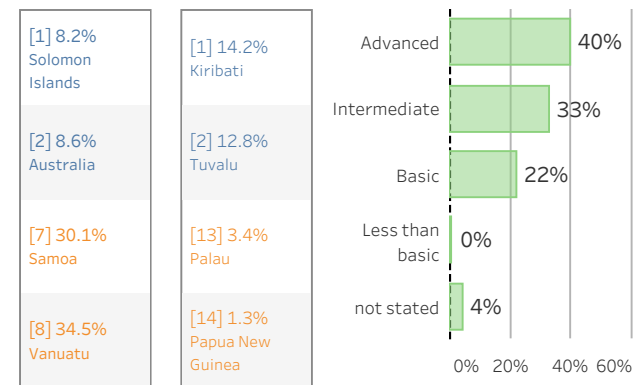 [1] 8.2%
Solomon
Islands
[2] 8.6%
Australia
[7] 30.1%
Samoa
[8] 34.5%
Vanuatu
[1] 14.2%
Kiribati
[2] 12.8%
Tuvalu
[13] 3.4%
Palau
[14] 1.3%
Papua New
Guinea
Advanced
40%
Intermediate
33%
Basic
22%
Less than
basic
0%
not stated
4%
0% 20% 40% 60%